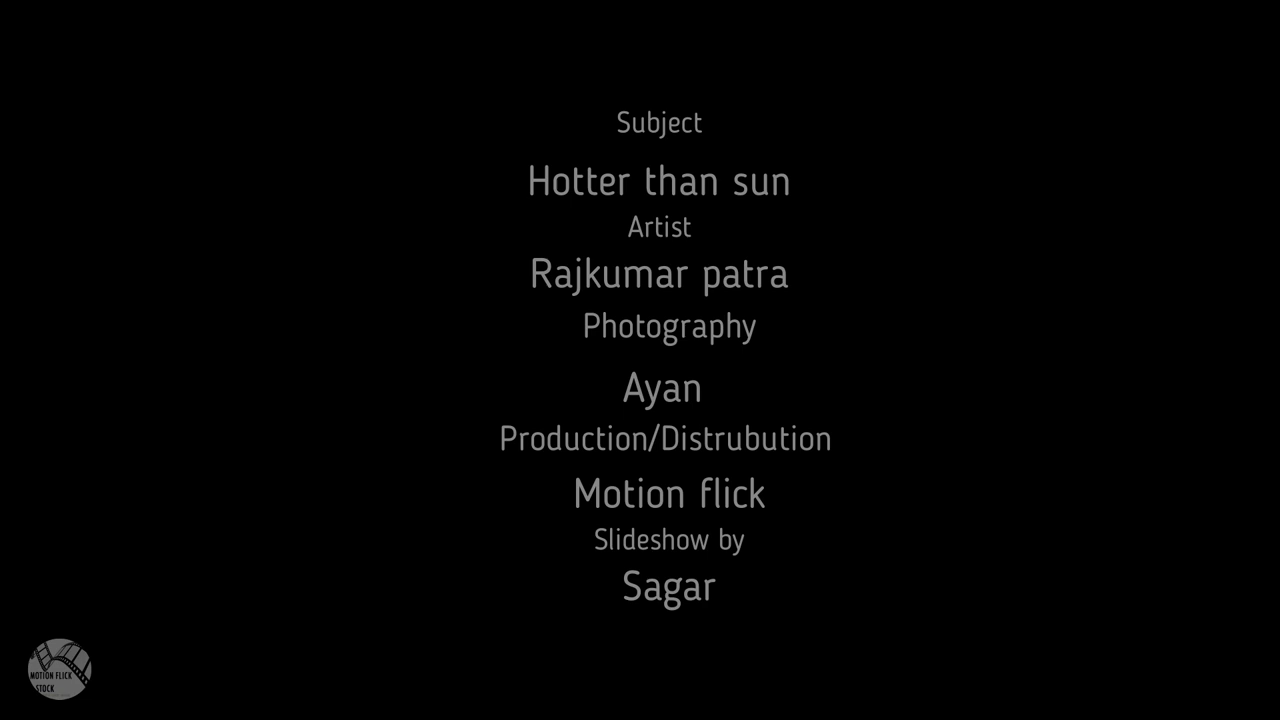 Subject
Hotter than sun
Artist
Rajkumar patra
Photography
Ayan
Production/Distrubution
Motion flick
Slideshow by
Sagar
MOTION FLICK
STOCK